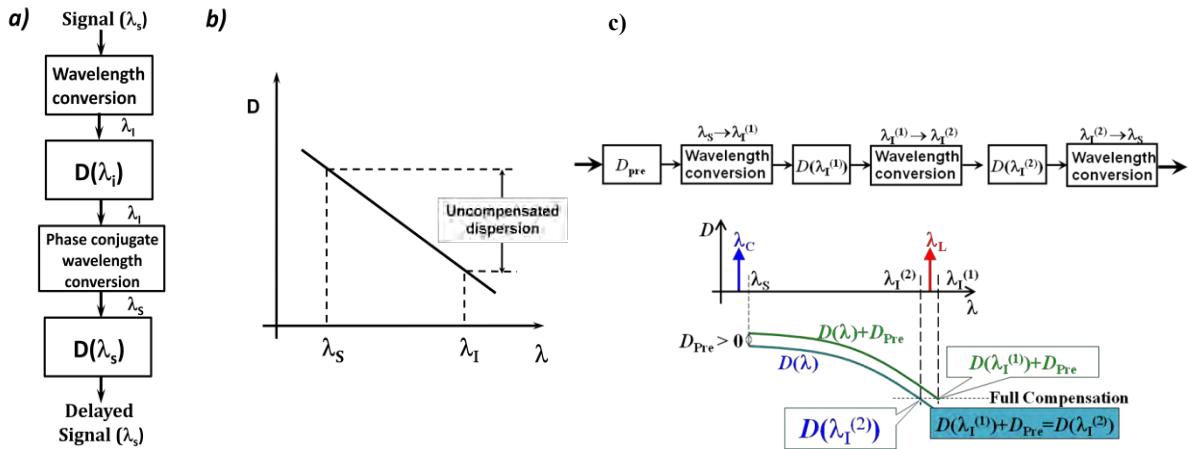 a)
Signal (λs)
Wavelength
conversion
λI
D(λi)
λI
Phase conjugate
wavelength
conversion
λS
D(λs)
Delayed
Signal (λs)
b)
D
Uncompensated
dispersion
λS
λI
λ
c)
λS→λI(1)
λI(1)→λI(2)
λI(2)→λS
Dpre
Wavelength
conversion
D(λI(1))
Wavelength
conversion
D(λI(2))
Wavelength
conversion
D
λC
λL
λS
λI(2)
λI(1)
λ
DPre > 0
D(λ)+DPre
D(λ)
D(λI(1))+DPre
Full Compensation
D(λI(2))
D(λI(1))+DPre=D(λI(2))